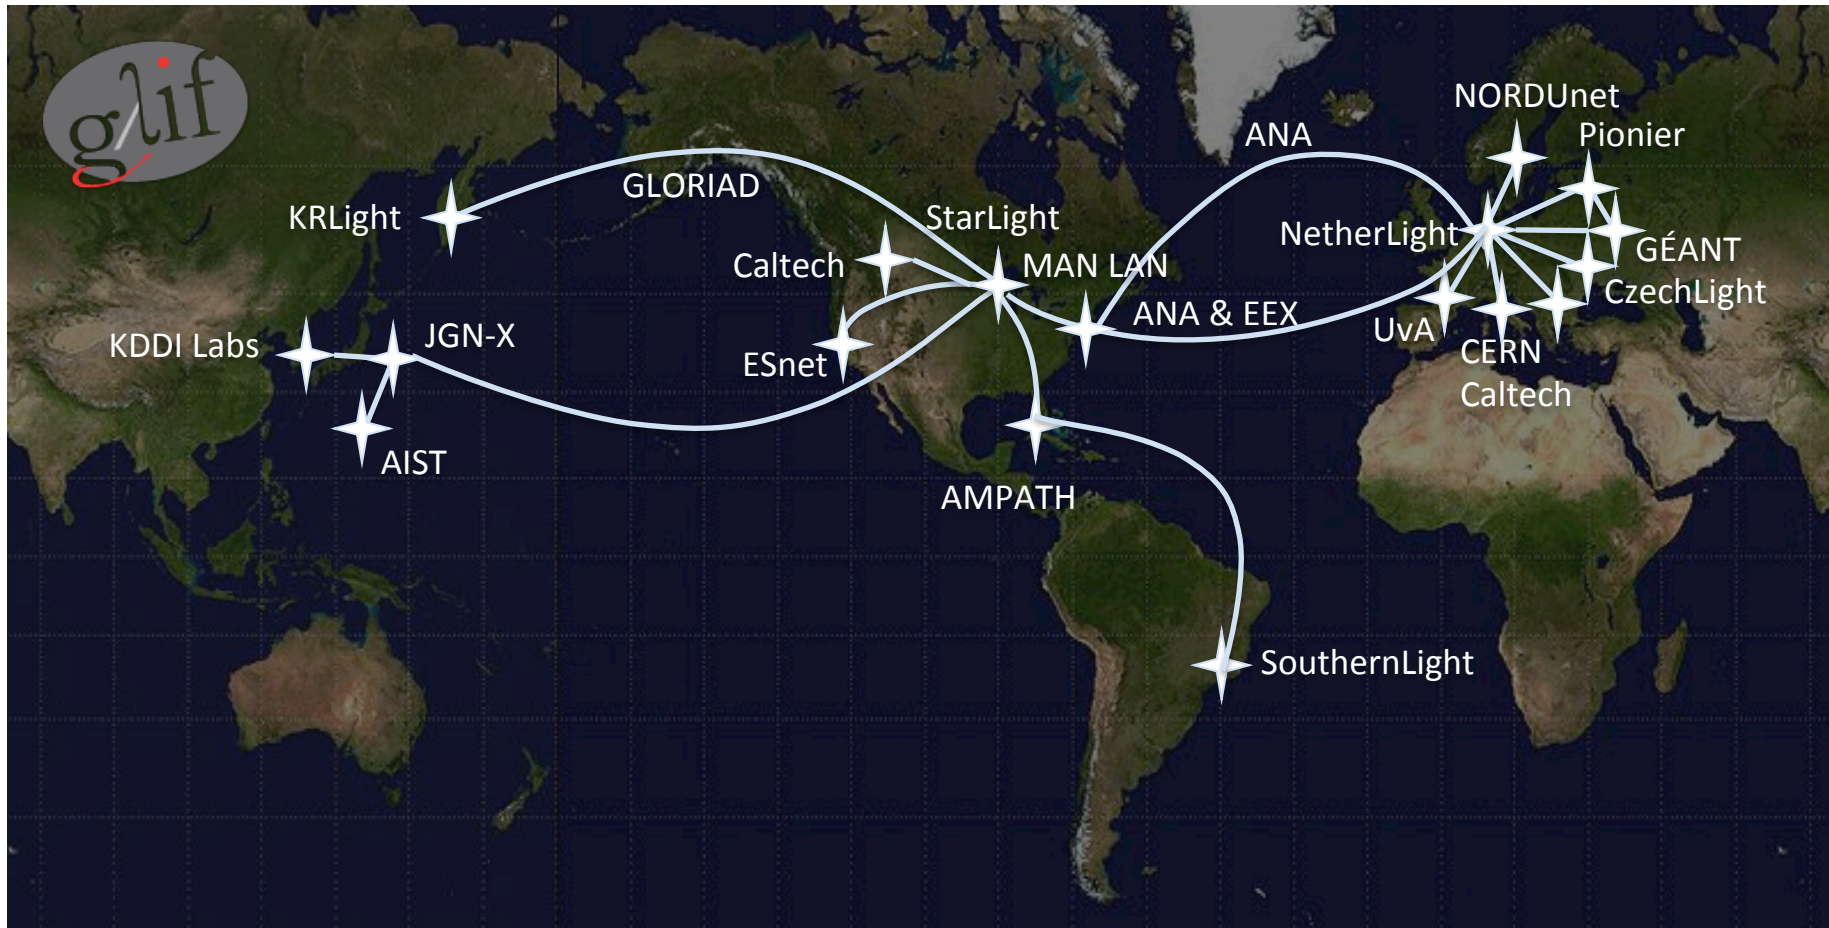 glif
NORDUnet
ANA
Pionier
GLORIAD
KRLight
StarLight
NetherLight
GÉANT
Caltech
MAN LAN
CzechLight
ANA & EEX
UvA
JGN-X
KDDI Labs
CERN
Caltech
ESnet
AIST
AMPATH
SouthernLight